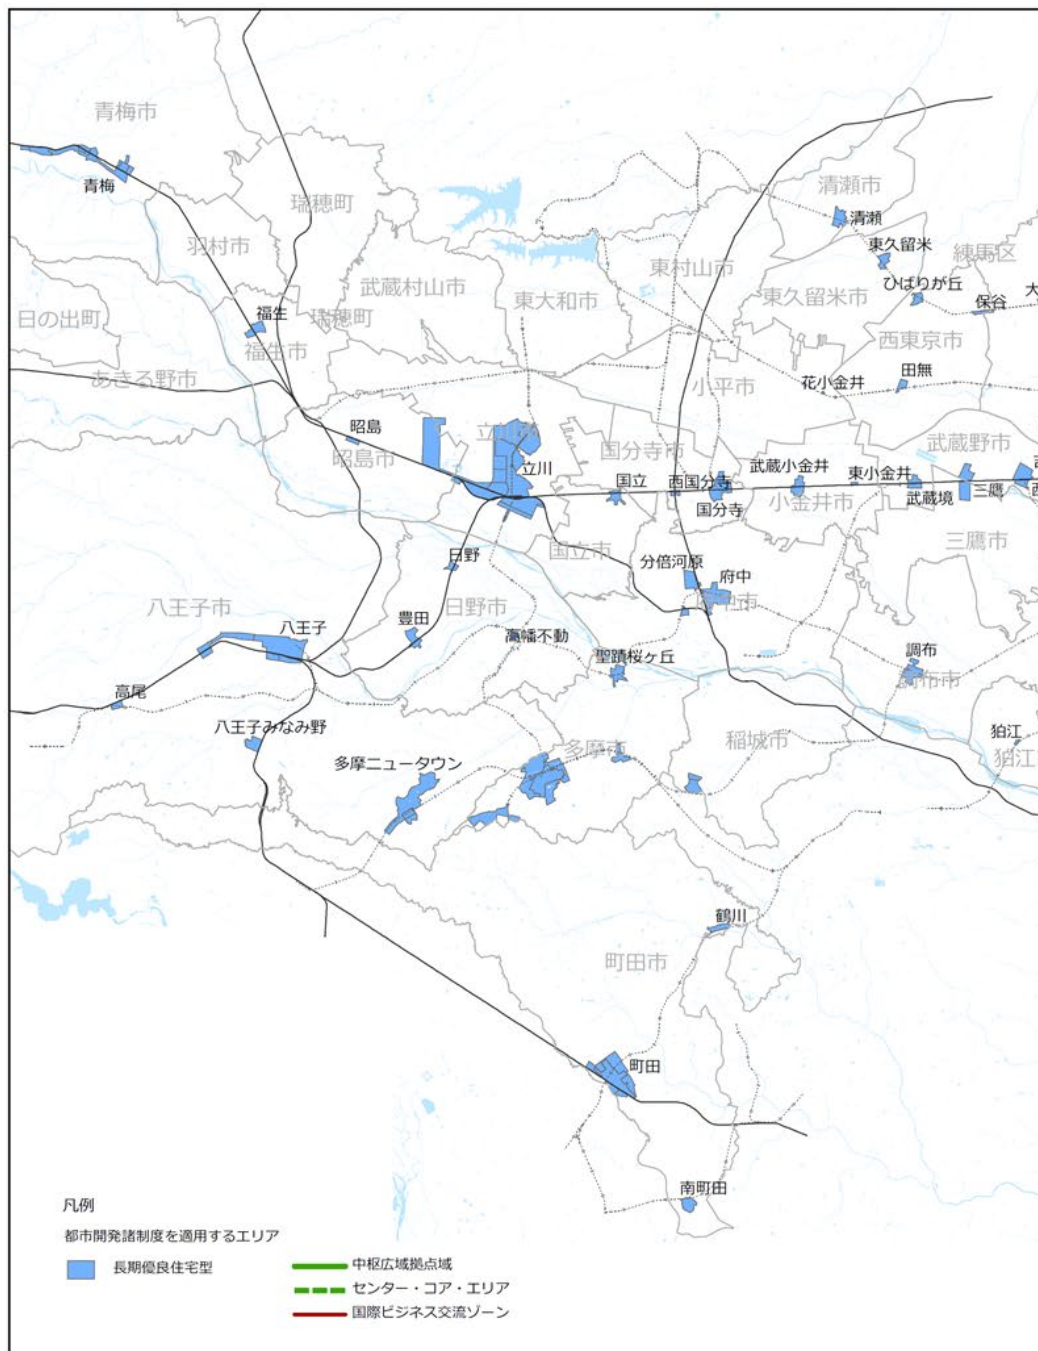 青梅市
青梅
瑞穂町
羽村市
清瀬市
清瀬
東久留米
練馬区
東村山市
武蔵村山市
東大和市
東久留米市
ひばりが丘
保谷
大
日の出町
福生
瑞穂町
福生市
西東京市
あきる野市
小平市
花小金井
田無
昭島
昭島市
立川
国分寺市
武蔵野市
国立
西国分寺
国分寺
武蔵小金井
小金井市
東小金井
武蔵境
三鷹
吉
西
三鷹市
日野
国立市
分倍河原
府中
八王子市
八王子
豊田
日野市
高幡不動
聖蹟桜ヶ丘
調布
調布市
高尾
八王子みなみ野
多摩ニュータウン
多摩市
稲城市
狛江
狛江
鶴川
町田市
町田
南町田
凡例
都市開発諸制度を適用するエリア
長期優良住宅型
中枢広域拠点域
センター・コア・エリア
国際ビジネス交流ゾーン